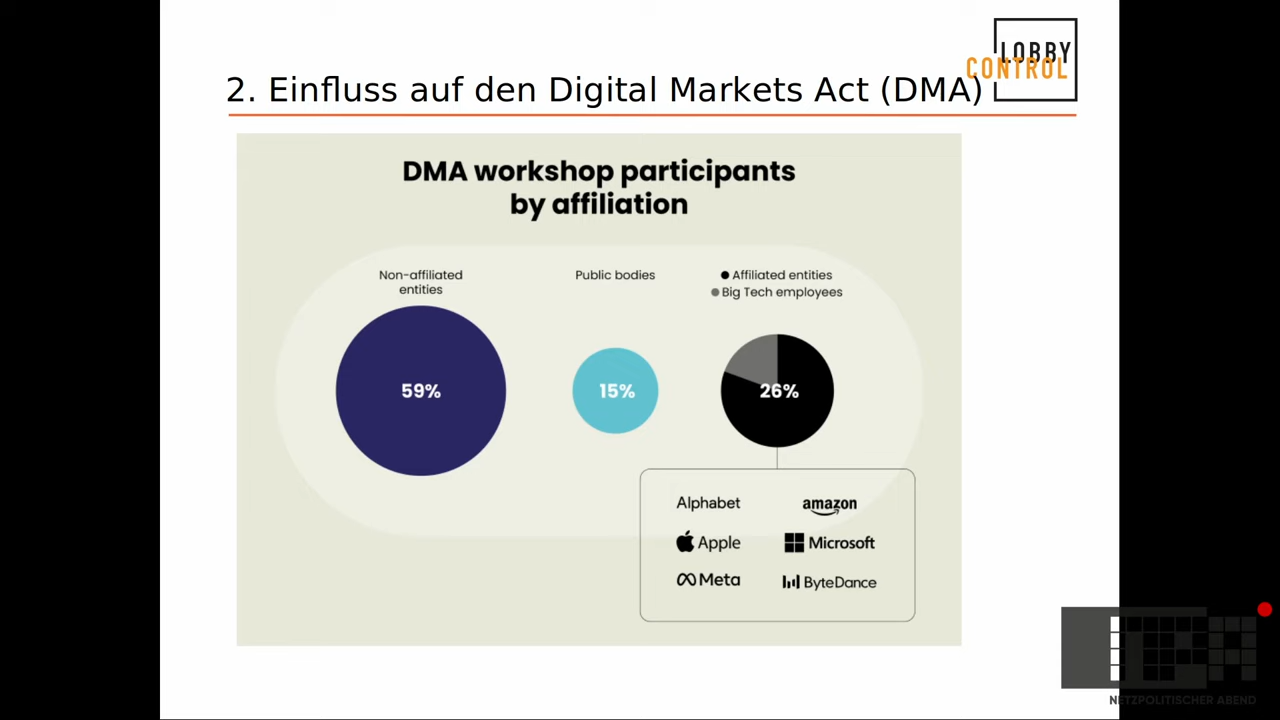 LOBBY
CONTROL
2. Einfluss auf den Digital Markets Act (DMA)
DMA workshop participants
by affiliation
Non-affiliated
entities
Public bodies
Affiliated entities
Big Tech employees
59%
15%
26%
Alphabet
amazon
Apple
Microsoft
Meta
ByteDance
NETZPOLITISCHER ABEND